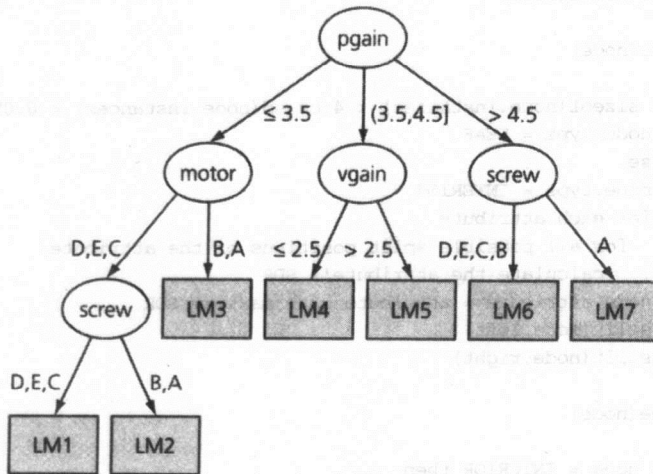 pgain
≤ 3.5
(3.5,4.5]
> 4.5
motor
vgain
screw
D,E,C
B,A
≤ 2.5
> 2.5
D,E,C,B
A
screw
LM3
LM4
LM5
LM6
LM7
D,E,C
B,A
LM1
LM2